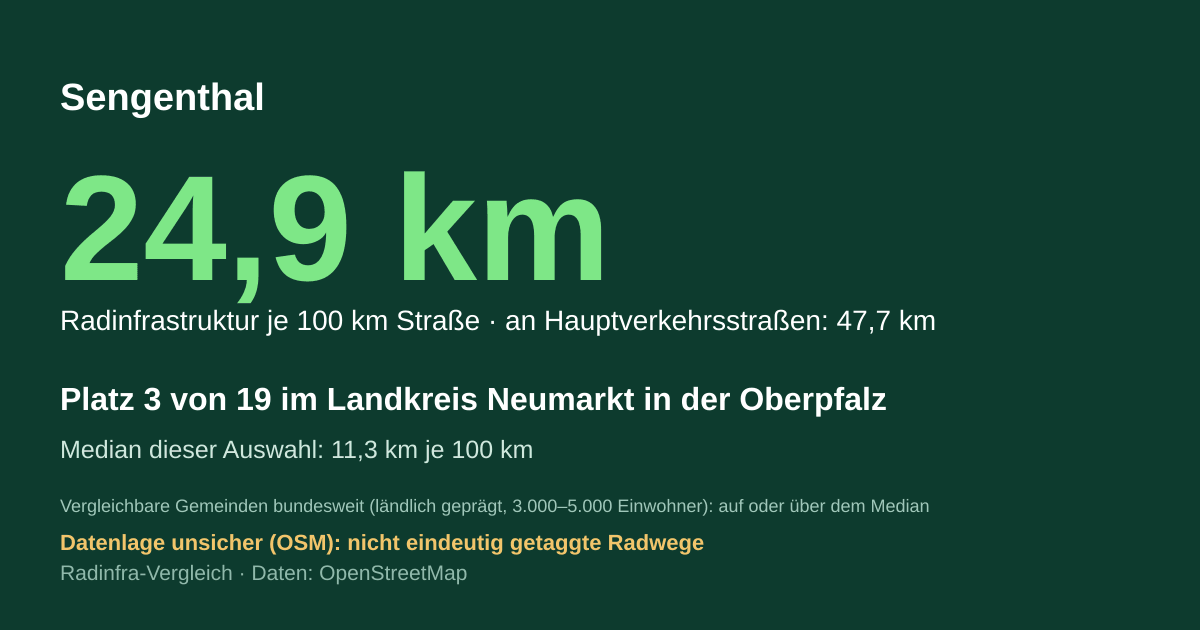 Sengenthal
24,9 km
Radinfrastruktur je 100 km Straße · an Hauptverkehrsstraßen: 47,7 km
Platz 3 von 19 im Landkreis Neumarkt in der Oberpfalz
Median dieser Auswahl: 11,3 km je 100 km
Vergleichbare Gemeinden bundesweit (ländlich geprägt, 3.000–5.000 Einwohner): auf oder über dem Median
Datenlage unsicher (OSM): nicht eindeutig getaggte Radwege
Radinfra-Vergleich · Daten: OpenStreetMap